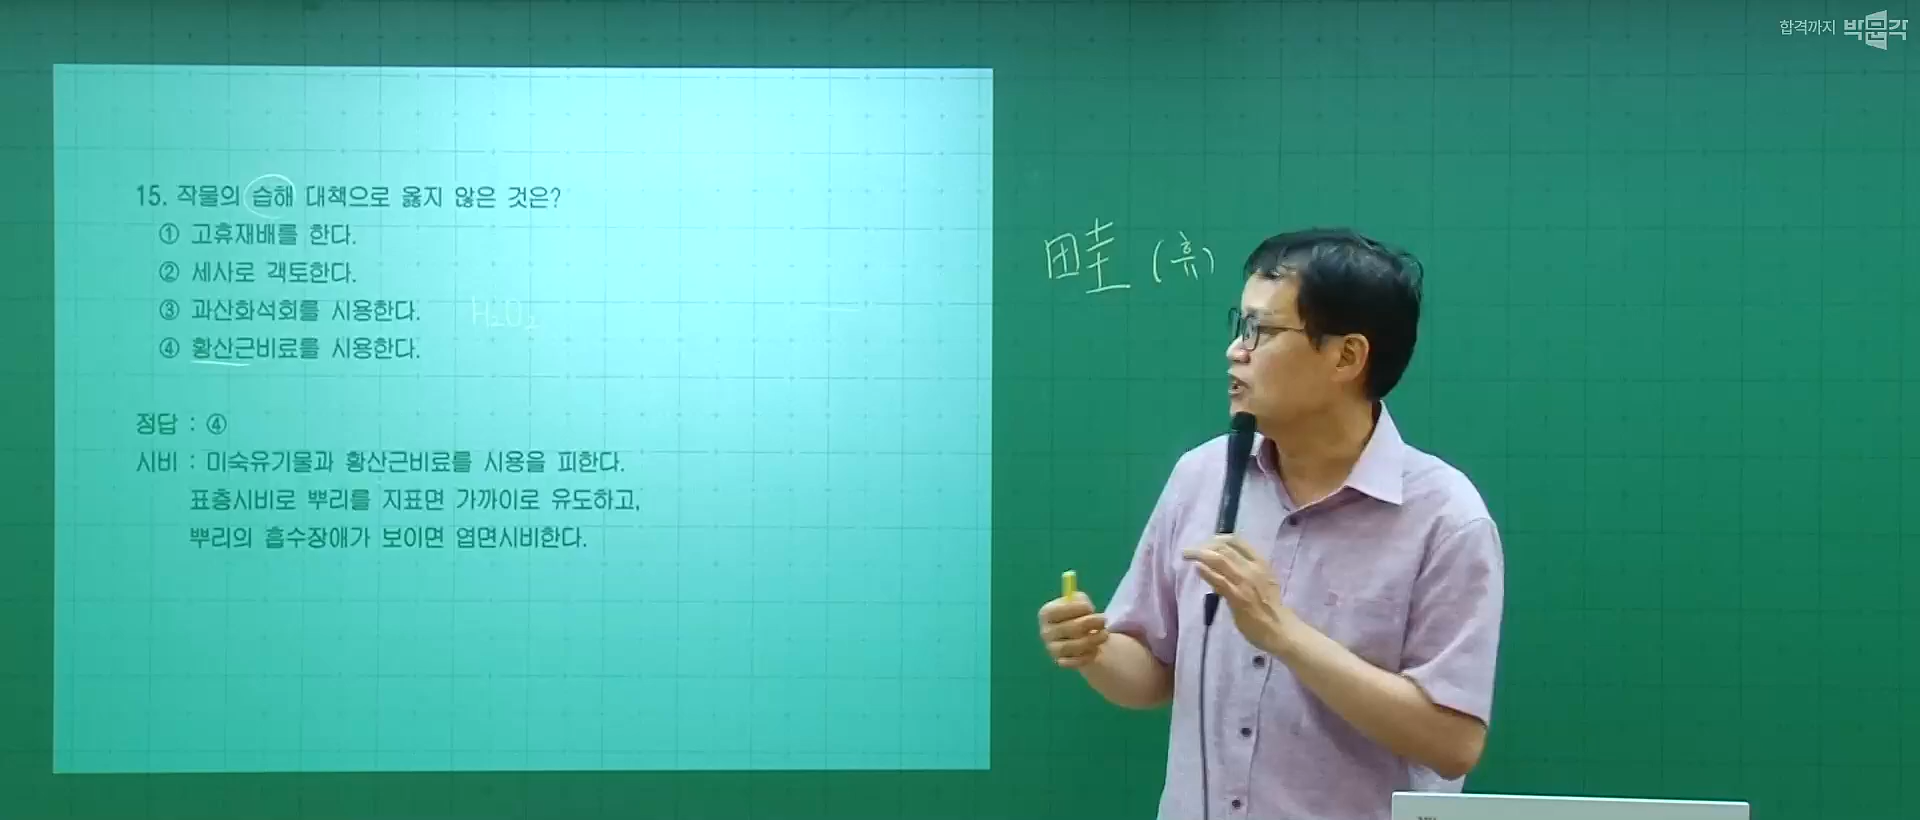 합격까지 박문각
15. 작물의 습해 대책으로 옳지 않은 것은?
① 고휴재배를 한다.
② 세사로 객토한다.
③ 과산화석회를 시용한다. H₂O₂
④ 황산근비료를 시용한다.
정답 : ④
시비 : 미숙유기물과 황산근비료를 시용을 피한다.
표층시비로 뿌리를 지표면 가까이로 유도하고,
뿌리의 흡수장애가 보이면 엽면시비한다.
畦 (휴)